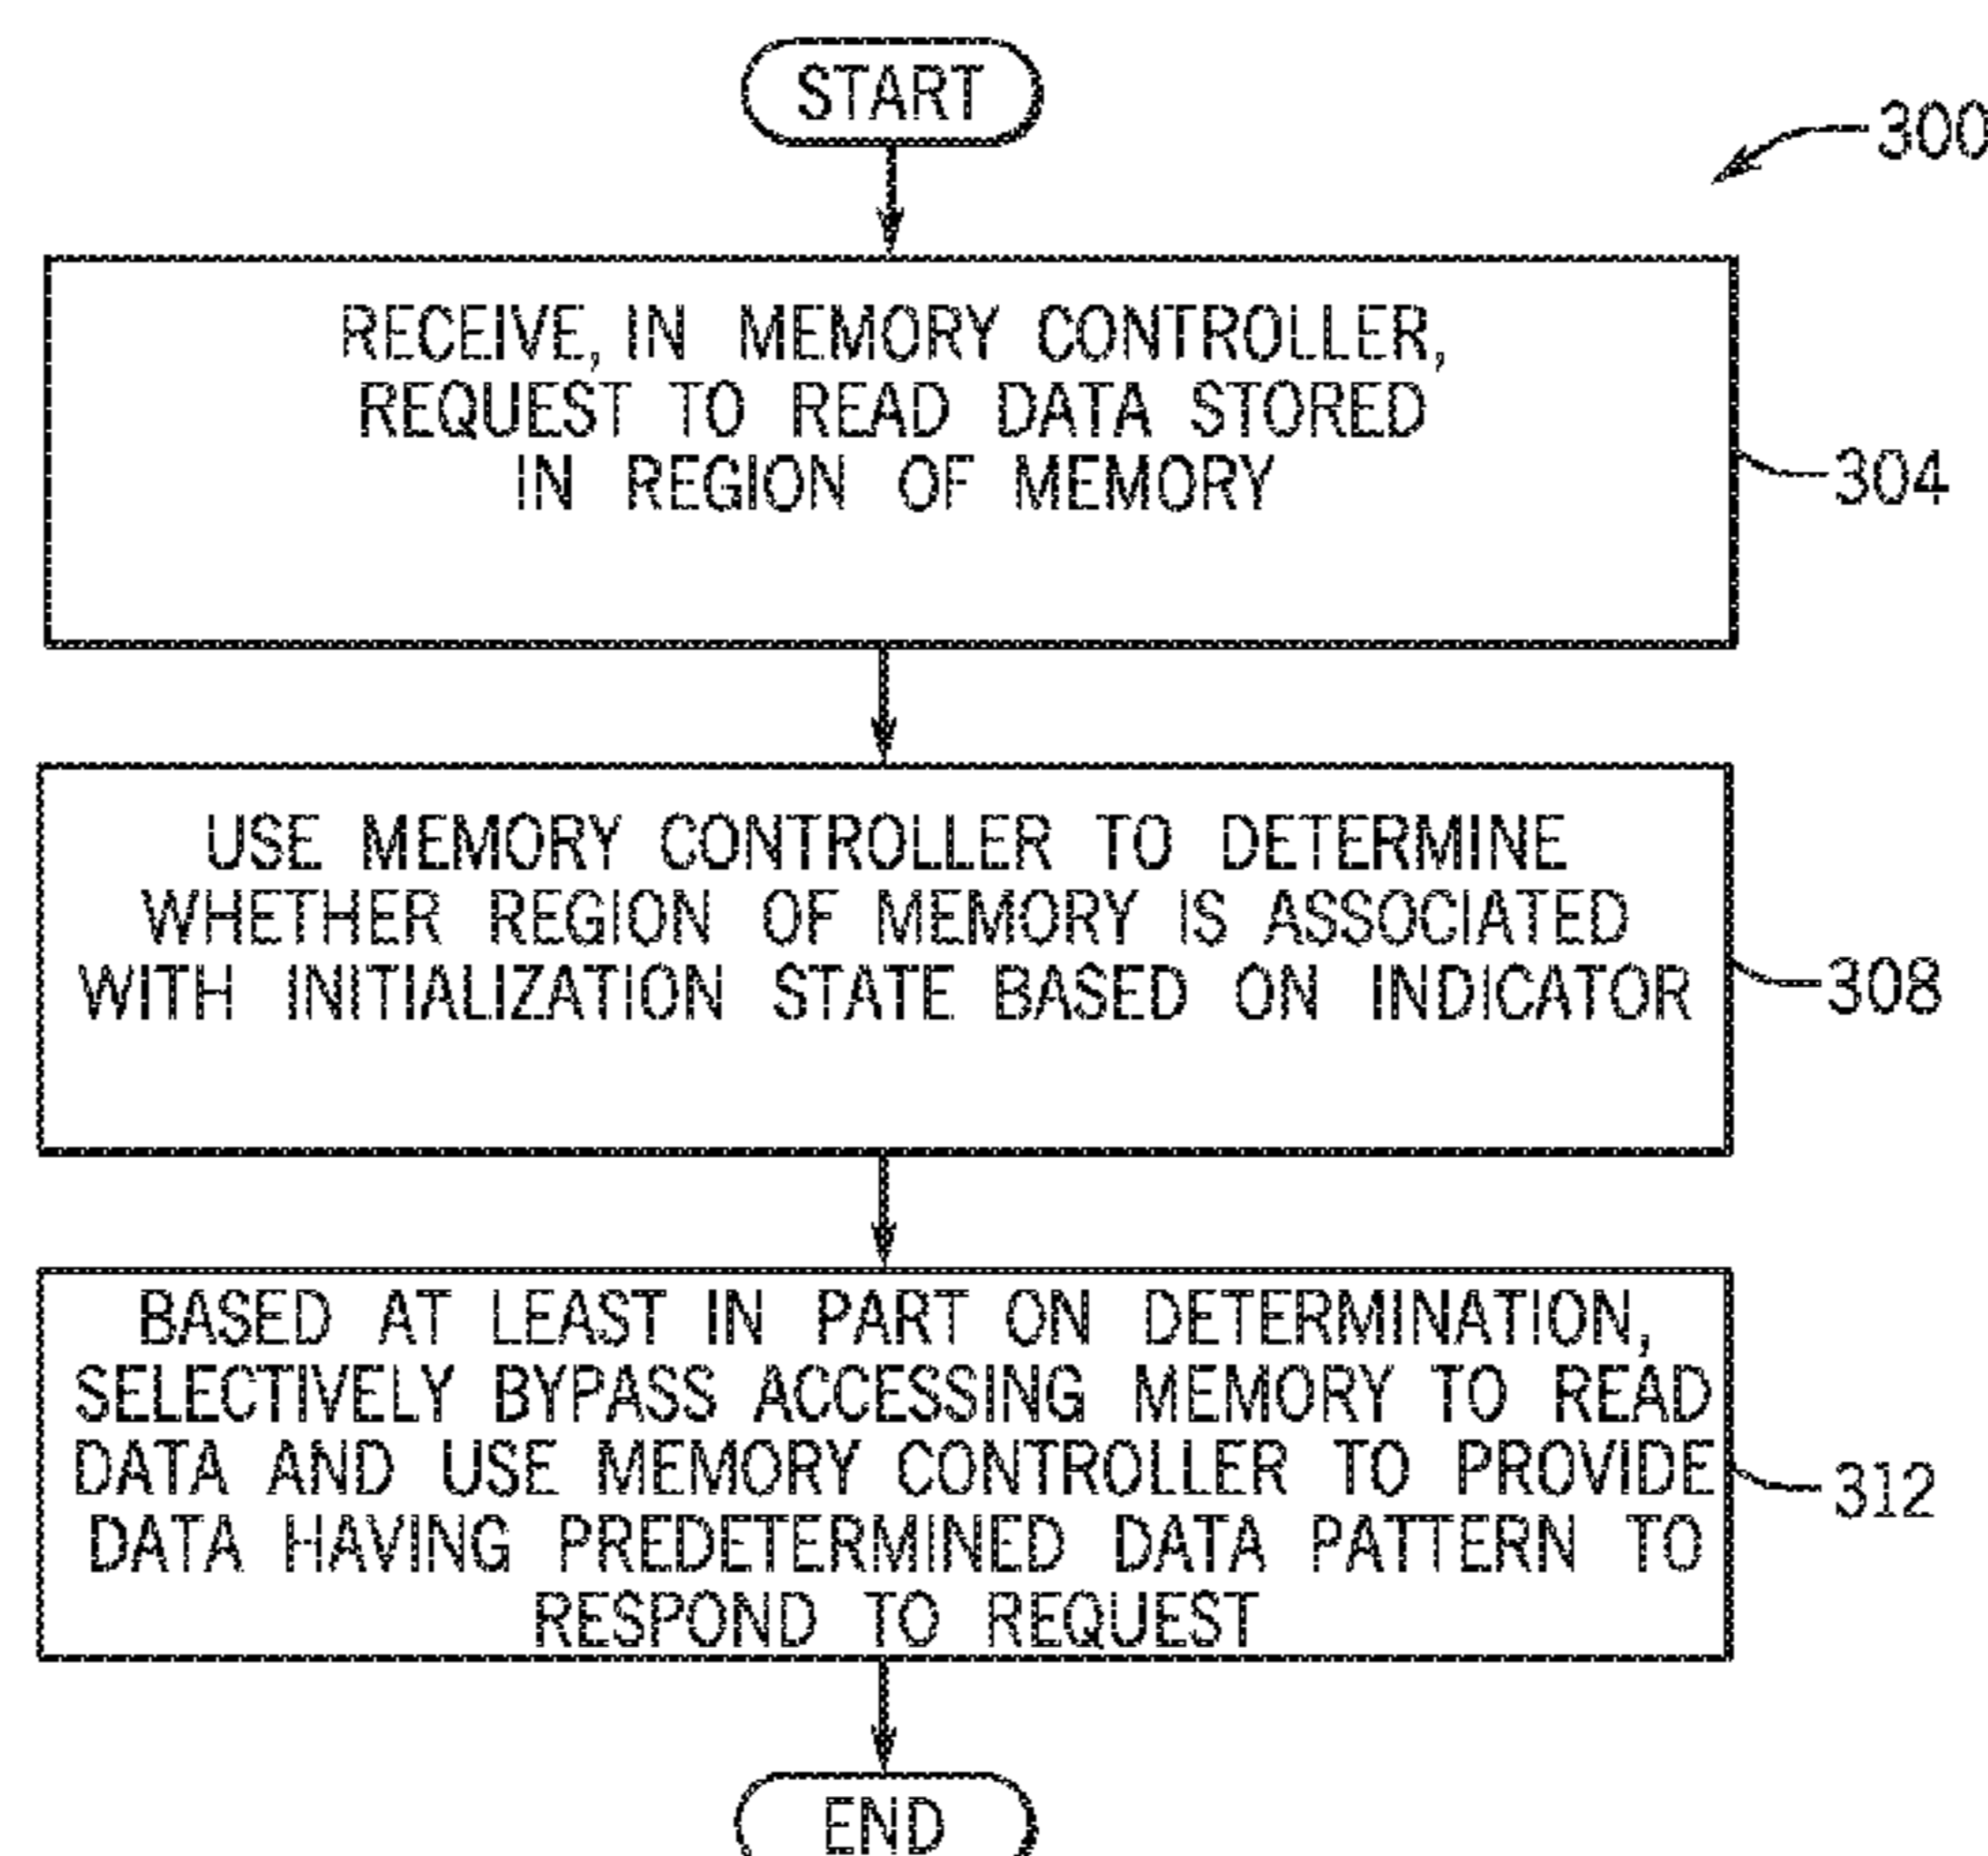 START
300
RECEIVE, IN MEMORY CONTROLLER,
REQUEST TO READ DATA STORED
IN REGION OF MEMORY
304
USE MEMORY CONTROLLER TO DETERMINE
WHETHER REGION OF MEMORY IS ASSOCIATED
WITH INITIALIZATION STATE BASED ON INDICATOR
308
BASED AT LEAST IN PART ON DETERMINATION,
SELECTIVELY BYPASS ACCESSING MEMORY TO READ
DATA AND USE MEMORY CONTROLLER TO PROVIDE
DATA HAVING PREDETERMINED DATA PATTERN TO
RESPOND TO REQUEST
312
END